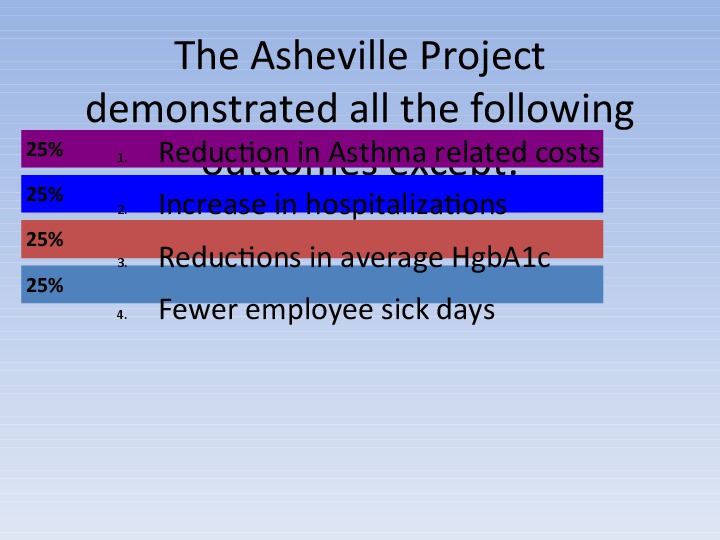 The Asheville Project
demonstrated all the following
outcomes except:
25%
1. Reduction in Asthma related costs
25%
2. Increase in hospitalizations
25%
3. Reductions in average HgbA1c
25%
4. Fewer employee sick days